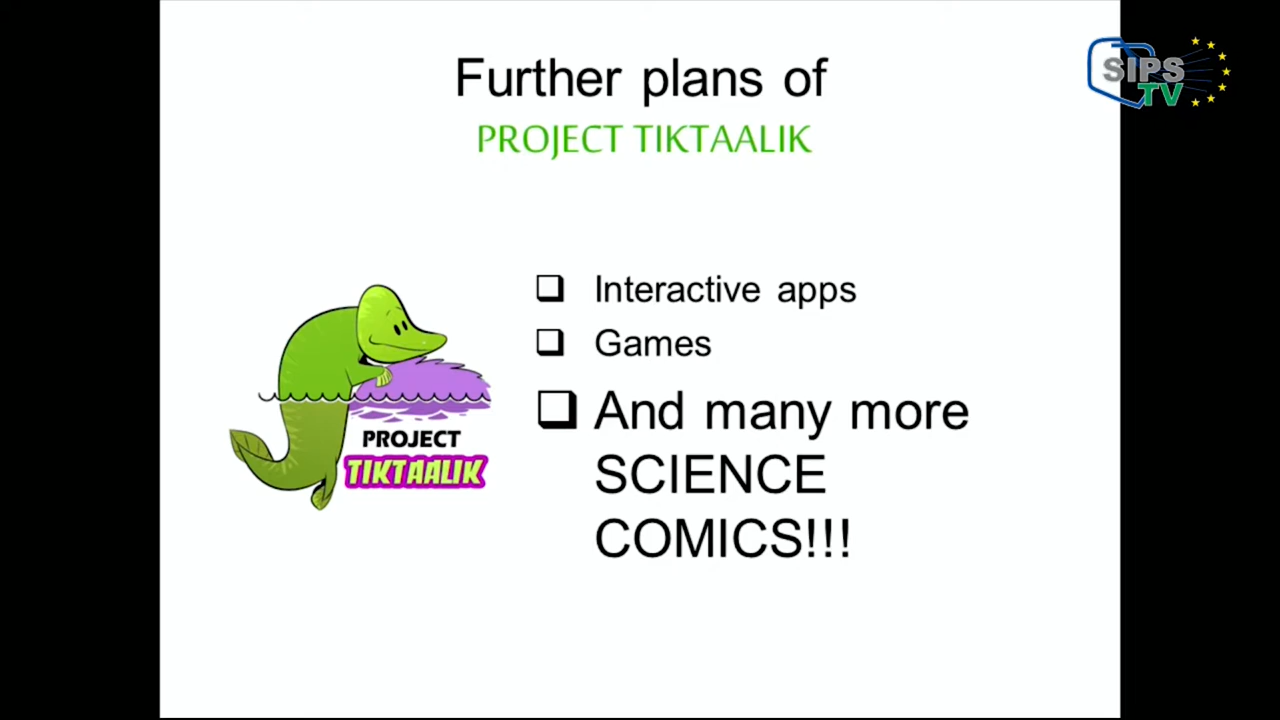 Further plans of
PROJECT TIKTAALIK
SIPS
TV
Interactive apps
Games
And many more
SCIENCE
COMICS!!!
PROJECT
TIKTAALIK